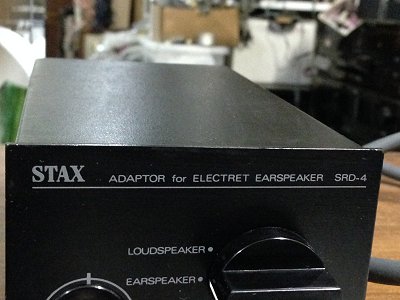 STAX ADAPTOR for ELECTRET EARSPEAKER SRD-4
LOUDSPEAKER
EARSPEAKER